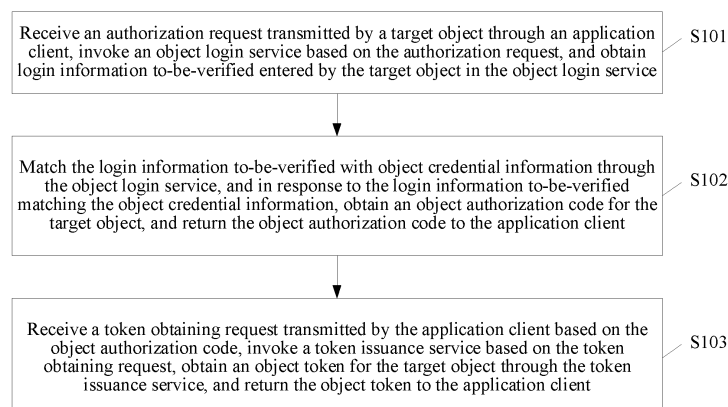 Receive an authorization request transmitted by a target object through an application
client, invoke an object login service based on the authorization request, and obtain
login information to-be-verified entered by the target object in the object login service
S101
Match the login information to-be-verified with object credential information through
the object login service, and in response to the login information to-be-verified
matching the object credential information, obtain an object authorization code for the
target object, and return the object authorization code to the application client
S102
Receive a token obtaining request transmitted by the application client based on the
object authorization code, invoke a token issuance service based on the token
obtaining request, obtain an object token for the target object through the token
issuance service, and return the object token to the application client
S103